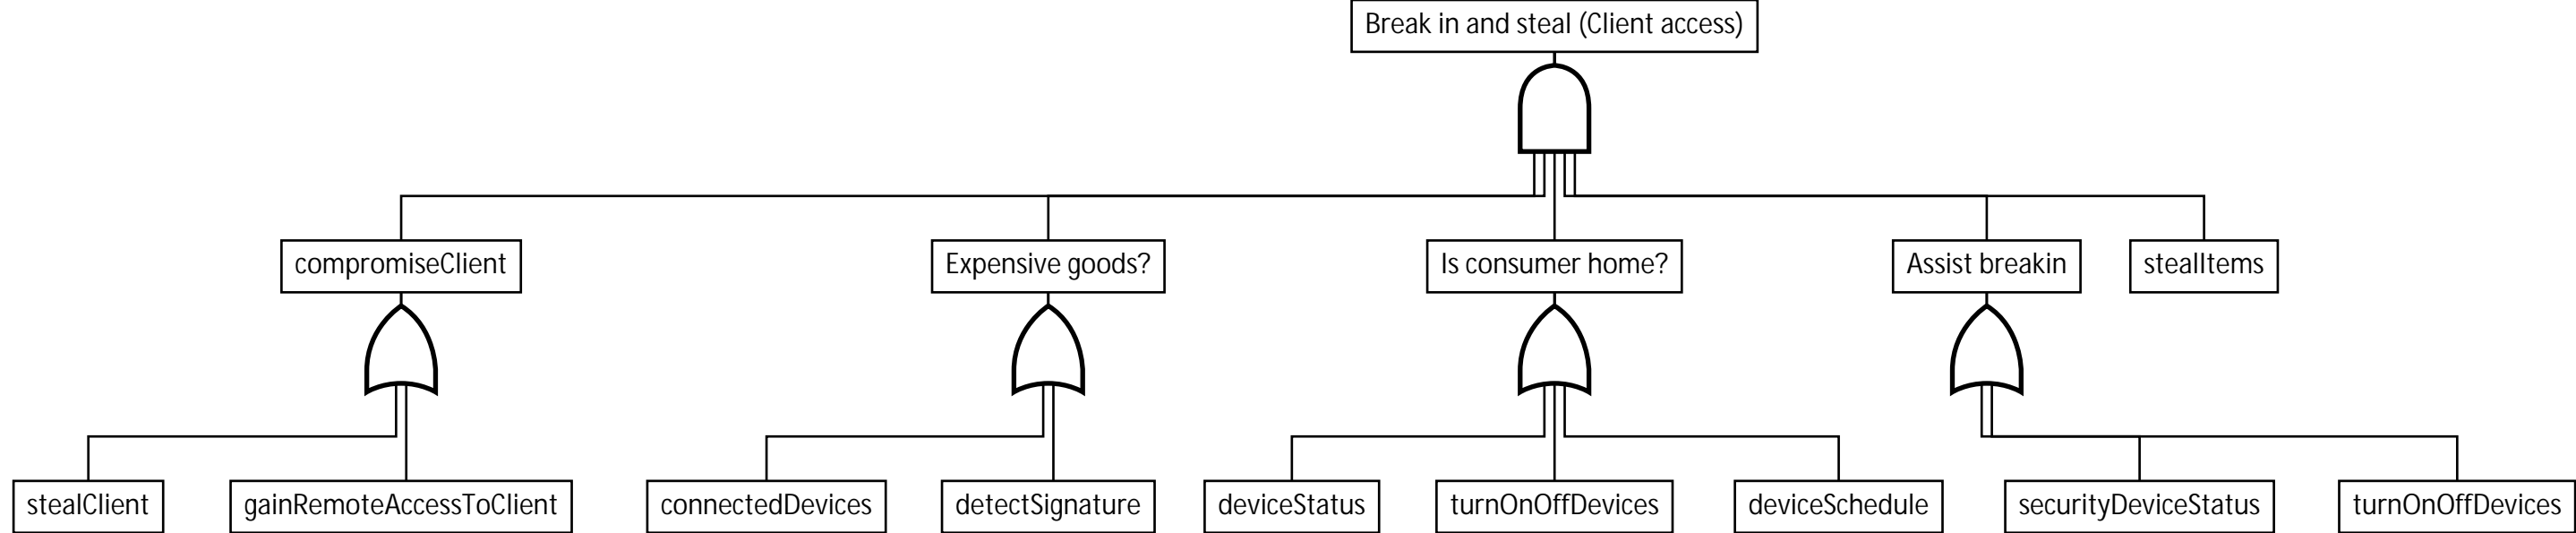 Break in and steal (Client access)
compromiseClient
Expensive goods?
Is consumer home?
Assist breakin
stealItems
stealClient
gainRemoteAccessToClient
connectedDevices
detectSignature
deviceStatus
turnOnOffDevices
deviceSchedule
securityDeviceStatus
turnOnOffDevices